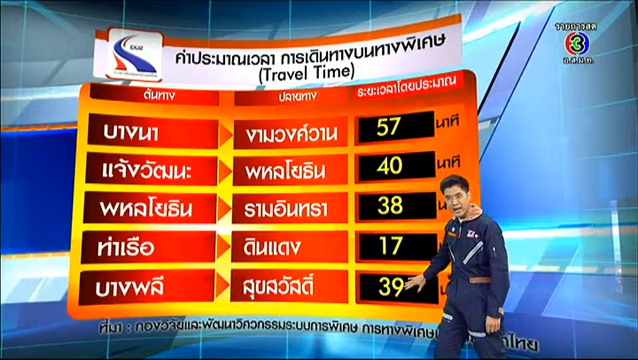 EXAT
รายการสด
3
อ.ส.ม.ท.
ค่าประมาณเวลา การเดินทางบนทางพิเศษ
(Travel Time)
ต้นทาง ปลายทาง ระยะเวลาโดยประมาณ
บางนา งามวงศ์วาน 57 นาที
แจ้งวัฒนะ พหลโยธิน 40 นาที
พหลโยธิน รามอินทรา 38 นาที
ท่าเรือ ดินแดง 17
บางพลี สุขสวัสดิ์ 39
ที่มา : กองวิจัยและพัฒนาวิศวกรรมระบบการพิเศษ การทางพิเศษ ไทย